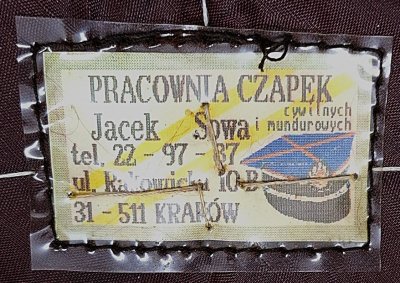 PRACOWNIA CZAPEK
cywilnych
Jacek Sowa i mundurowych
tel. 22 - 97 - 87
ul. Rakowicka 10 B
31 - 511 KRAKÓW